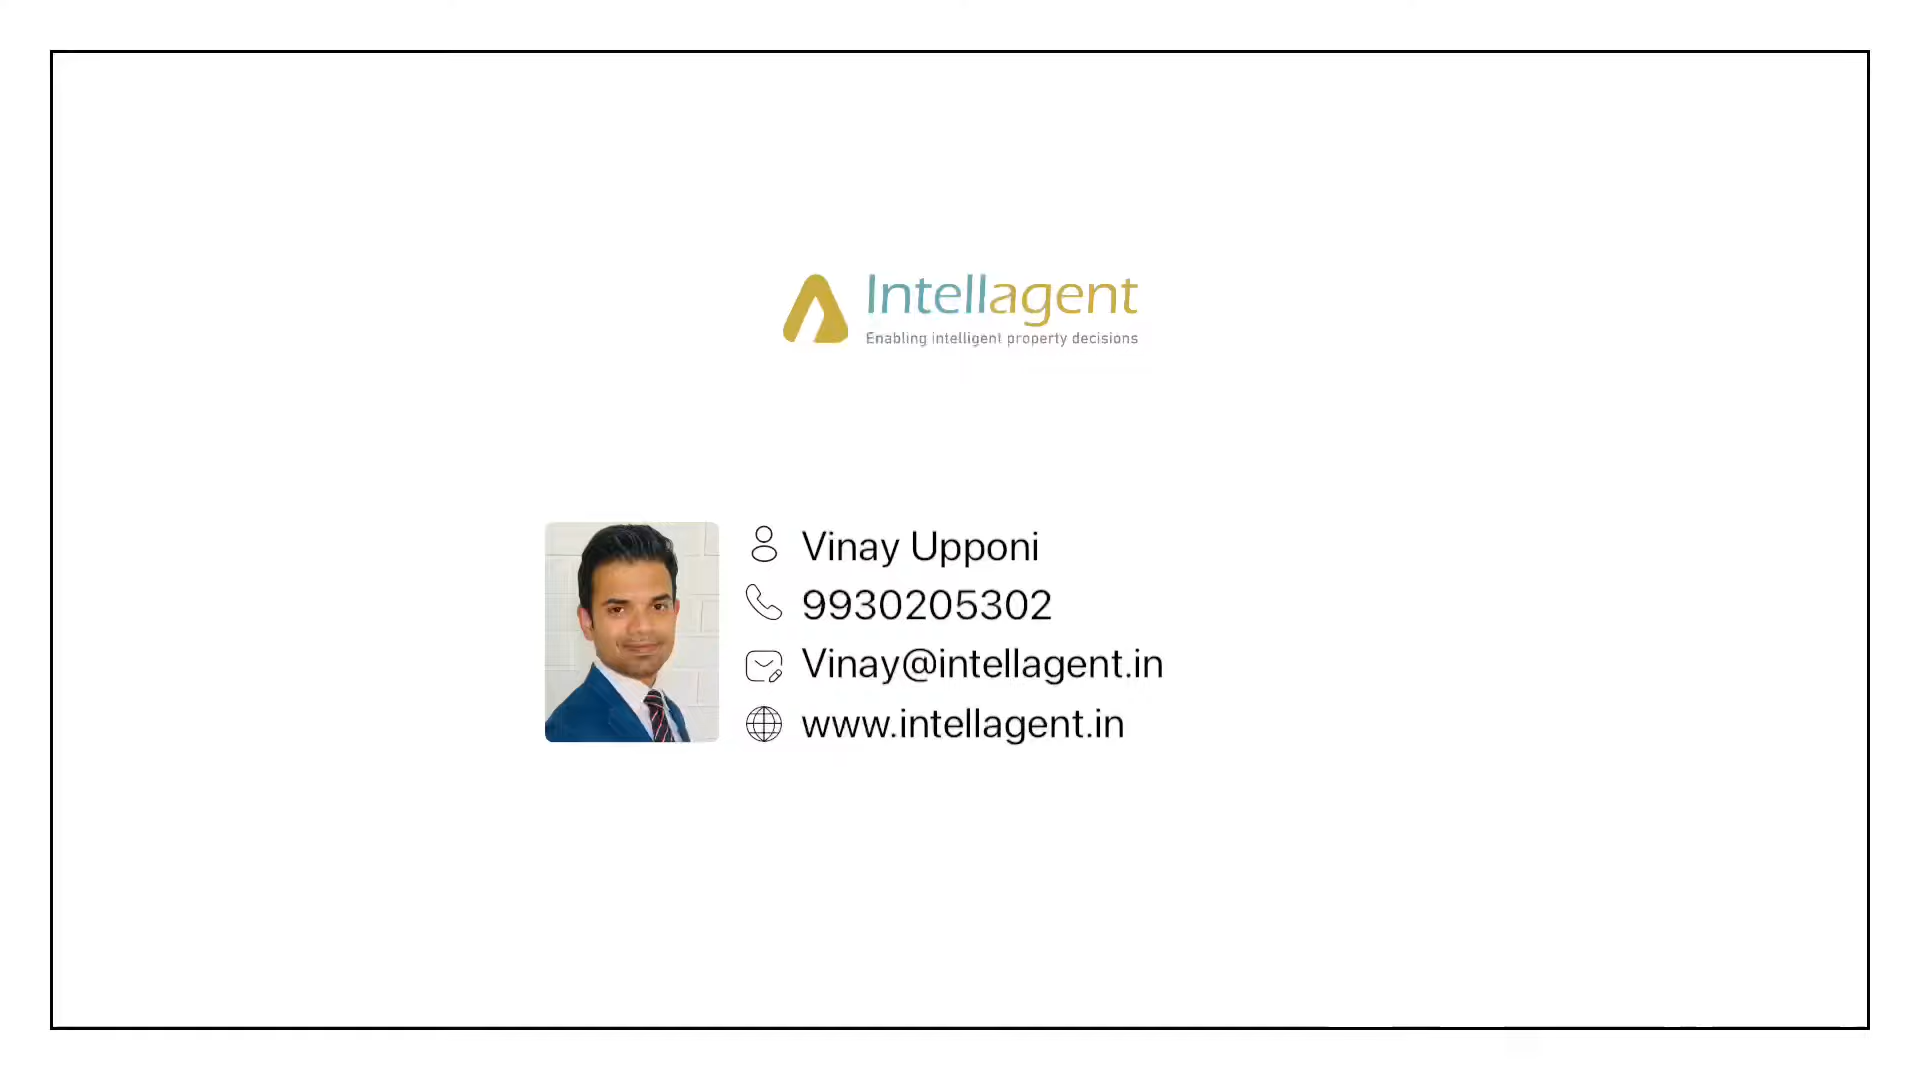 Intellagent
Enabling intelligent property decisions
Vinay Upponi
9930205302
Vinay@intellagent.in
www.intellagent.in